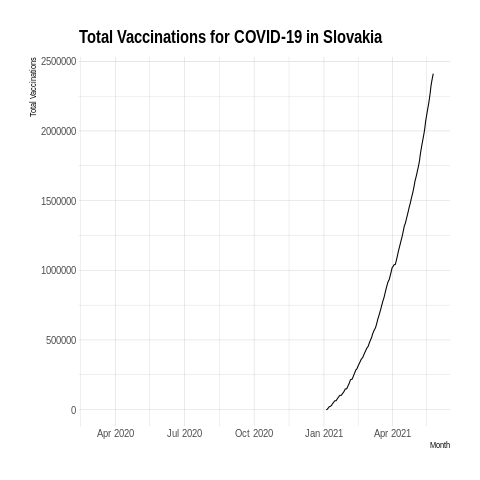 Total Vaccinations for COVID-19 in Slovakia
Total Vaccinations
2500000
2000000
1500000
1000000
500000
0
Apr 2020 Jul 2020 Oct 2020 Jan 2021 Apr 2021
Month